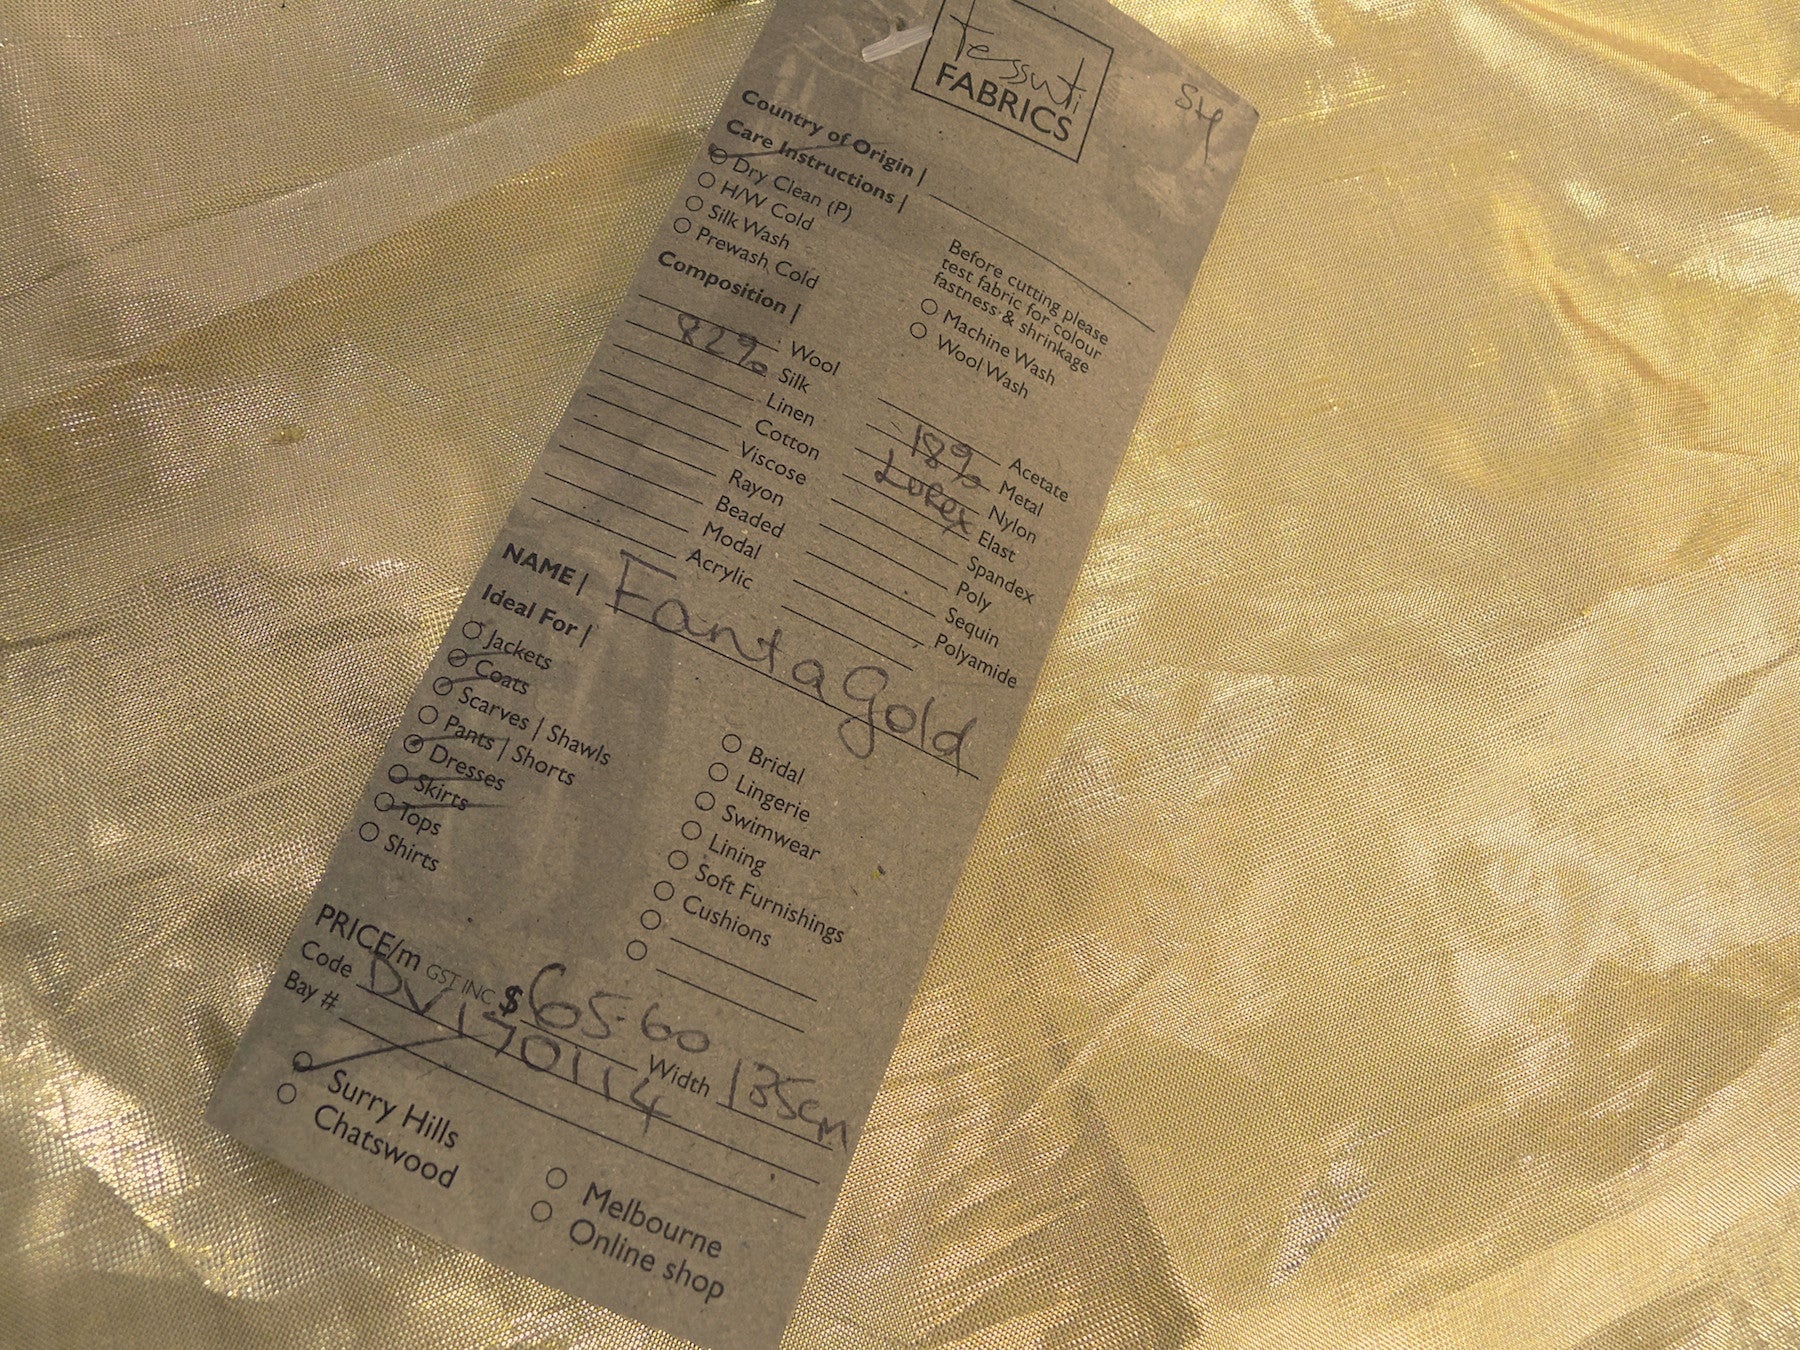 tessuti
FABRICS
SH
Country of Origin |
Care Instructions |
Dry Clean (P)
H/W Cold
Silk Wash
Prewash Cold
Before cutting please
test fabric for colour
fastness & shrinkage
Machine Wash
Wool Wash
Composition |
Wool
82% Silk
Linen
Cotton
Viscose
Rayon
Beaded
Modal
Acrylic
Acetate
18% Metal
Lurex Nylon
Elast
Spandex
Poly
Sequin
Polyamide
NAME | Fanta Gold
Ideal For |
Jackets
Coats
Scarves | Shawls
Pants | Shorts
Dresses
Skirts
Tops
Shirts
Bridal
Lingerie
Swimwear
Lining
Soft Furnishings
Cushions
PRICE/m GST INC $65.60 Width 135cm
Code DV170114
Bay #
Surry Hills
Chatswood
Melbourne
Online shop